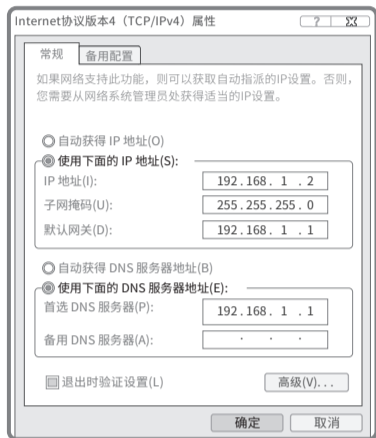 Internet协议版本4（TCP/IPv4）属性
常规 备用配置
如果网络支持此功能，则可以获取自动指派的IP设置。否则，
您需要从网络系统管理员处获得适当的IP设置。
自动获得 IP 地址(O)
使用下面的 IP 地址(S):
IP 地址(I): 192.168. 1 . 2
子网掩码(U): 255.255.255. 0
默认网关(D): 192.168. 1 . 1
自动获得 DNS 服务器地址(B)
使用下面的 DNS 服务器地址(E):
首选 DNS 服务器(P): 192.168. 1 . 1
备用 DNS 服务器(A): . . .
退出时验证设置(L) 高级(V)...
确定 取消